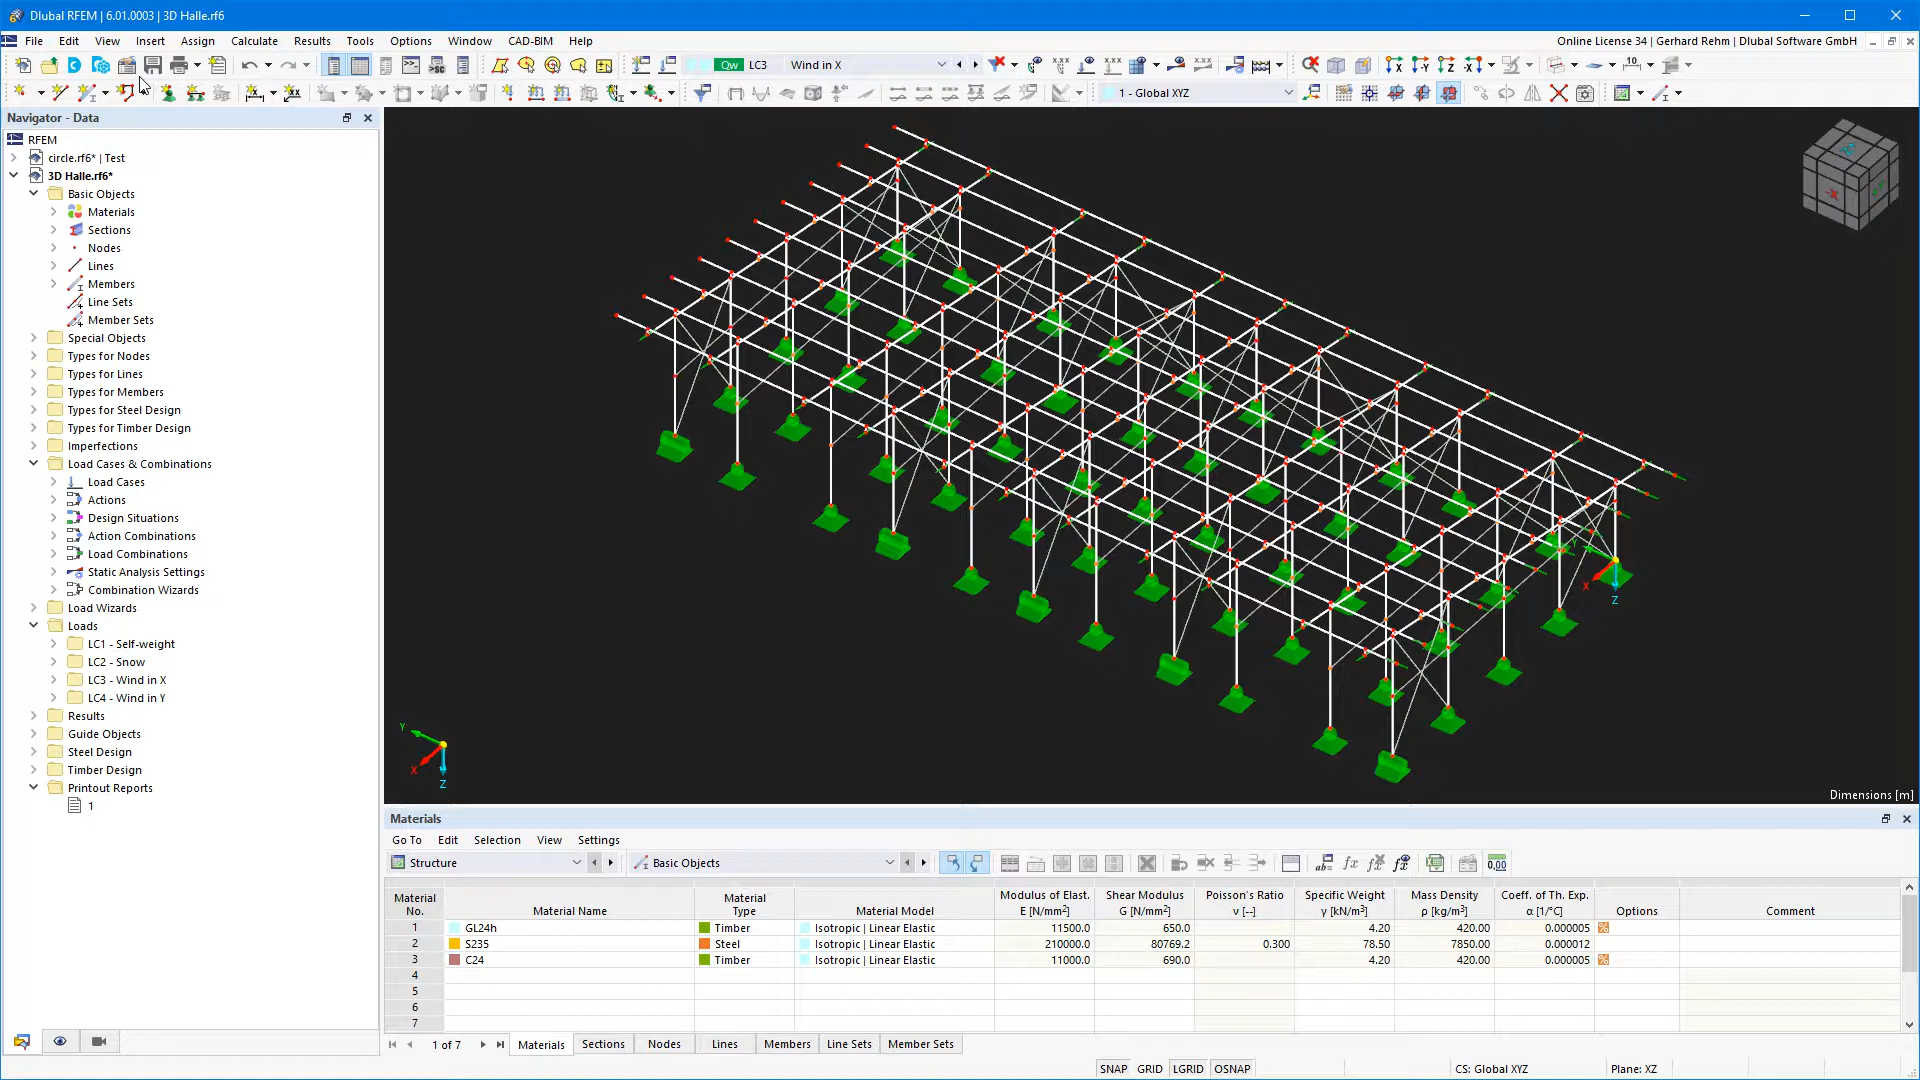 Dlubal RFEM | 6.01.0003 | 3D Halle.rf6
File Edit View Insert Assign Calculate Results Tools Options Window CAD-BIM Help
Online License 34 | Gerhard Rehm | Dlubal Software GmbH
Qw LC3 Wind in X
1 - Global XYZ
Navigator - Data
RFEM
circle.rf6* | Test
3D Halle.rf6*
Basic Objects
Materials
Sections
Nodes
Lines
Members
Line Sets
Member Sets
Special Objects
Types for Nodes
Types for Lines
Types for Members
Types for Steel Design
Types for Timber Design
Imperfections
Load Cases & Combinations
Load Cases
Actions
Design Situations
Action Combinations
Load Combinations
Static Analysis Settings
Combination Wizards
Load Wizards
Loads
LC1 - Self-weight
LC2 - Snow
LC3 - Wind in X
LC4 - Wind in Y
Results
Guide Objects
Steel Design
Timber Design
Printout Reports
1
-X
X
Z
Y
X
Z
Dimensions [m]
Materials
Go To Edit Selection View Settings
Structure Basic Objects
Material No. Material Name Material Type Material Model Modulus of Elast. E [N/mm²] Shear Modulus G [N/mm²] Poisson's Ratio ν [--] Specific Weight γ [kN/m³] Mass Density ρ [kg/m³] Coeff. of Th. Exp. α [1/°C] Options Comment
1 GL24h Timber Isotropic | Linear Elastic 11500.0 650.0 4.20 420.00 0.000005
2 S235 Steel Isotropic | Linear Elastic 210000.0 80769.2 0.300 78.50 7850.00 0.000012
3 C24 Timber Isotropic | Linear Elastic 11000.0 690.0 4.20 420.00 0.000005
4
5
6
7
1 of 7 Materials Sections Nodes Lines Members Line Sets Member Sets
SNAP GRID LGRID OSNAP CS: Global XYZ Plane: XZ